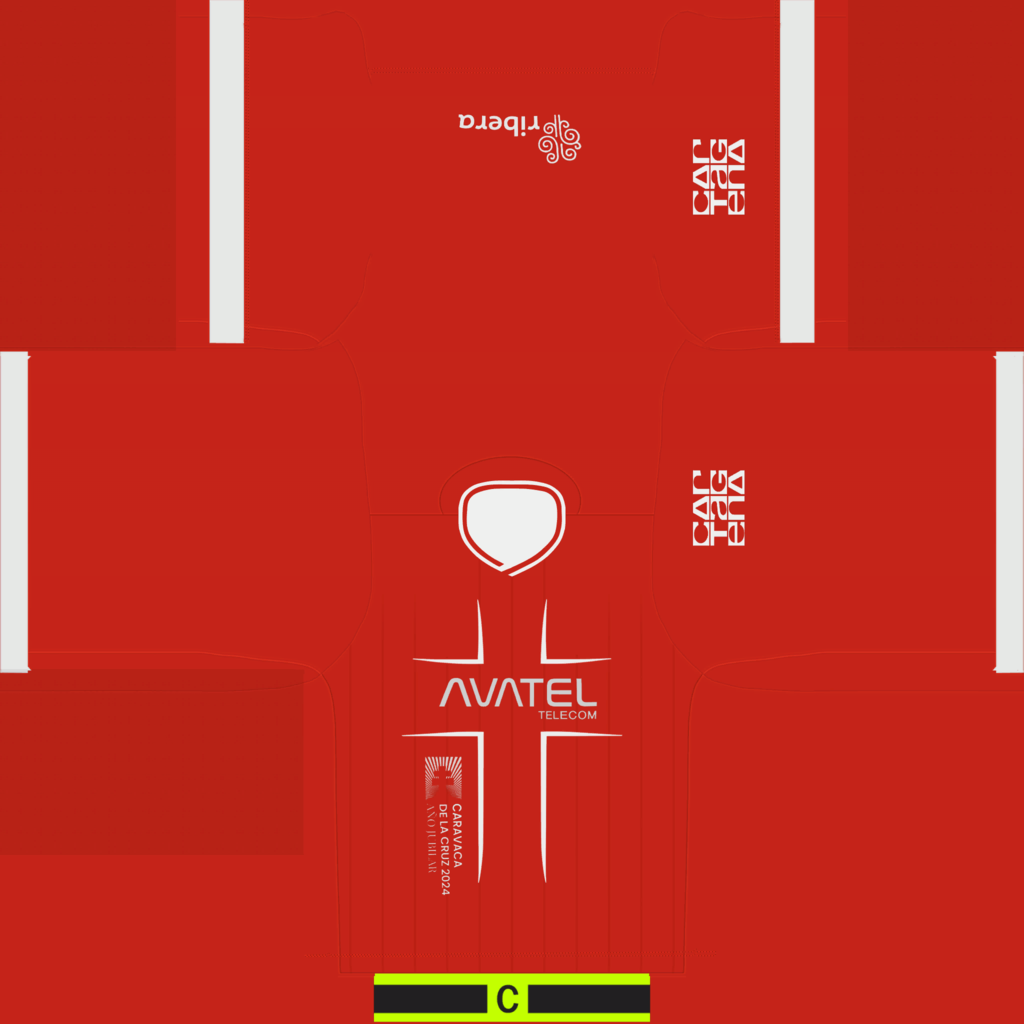 ribera
CAR
TaG
enA
CAR
TaG
enA
AVATEL
TELECOM
CARAVACA
DE LA CRUZ 2024
AÑO JUBILAR
C